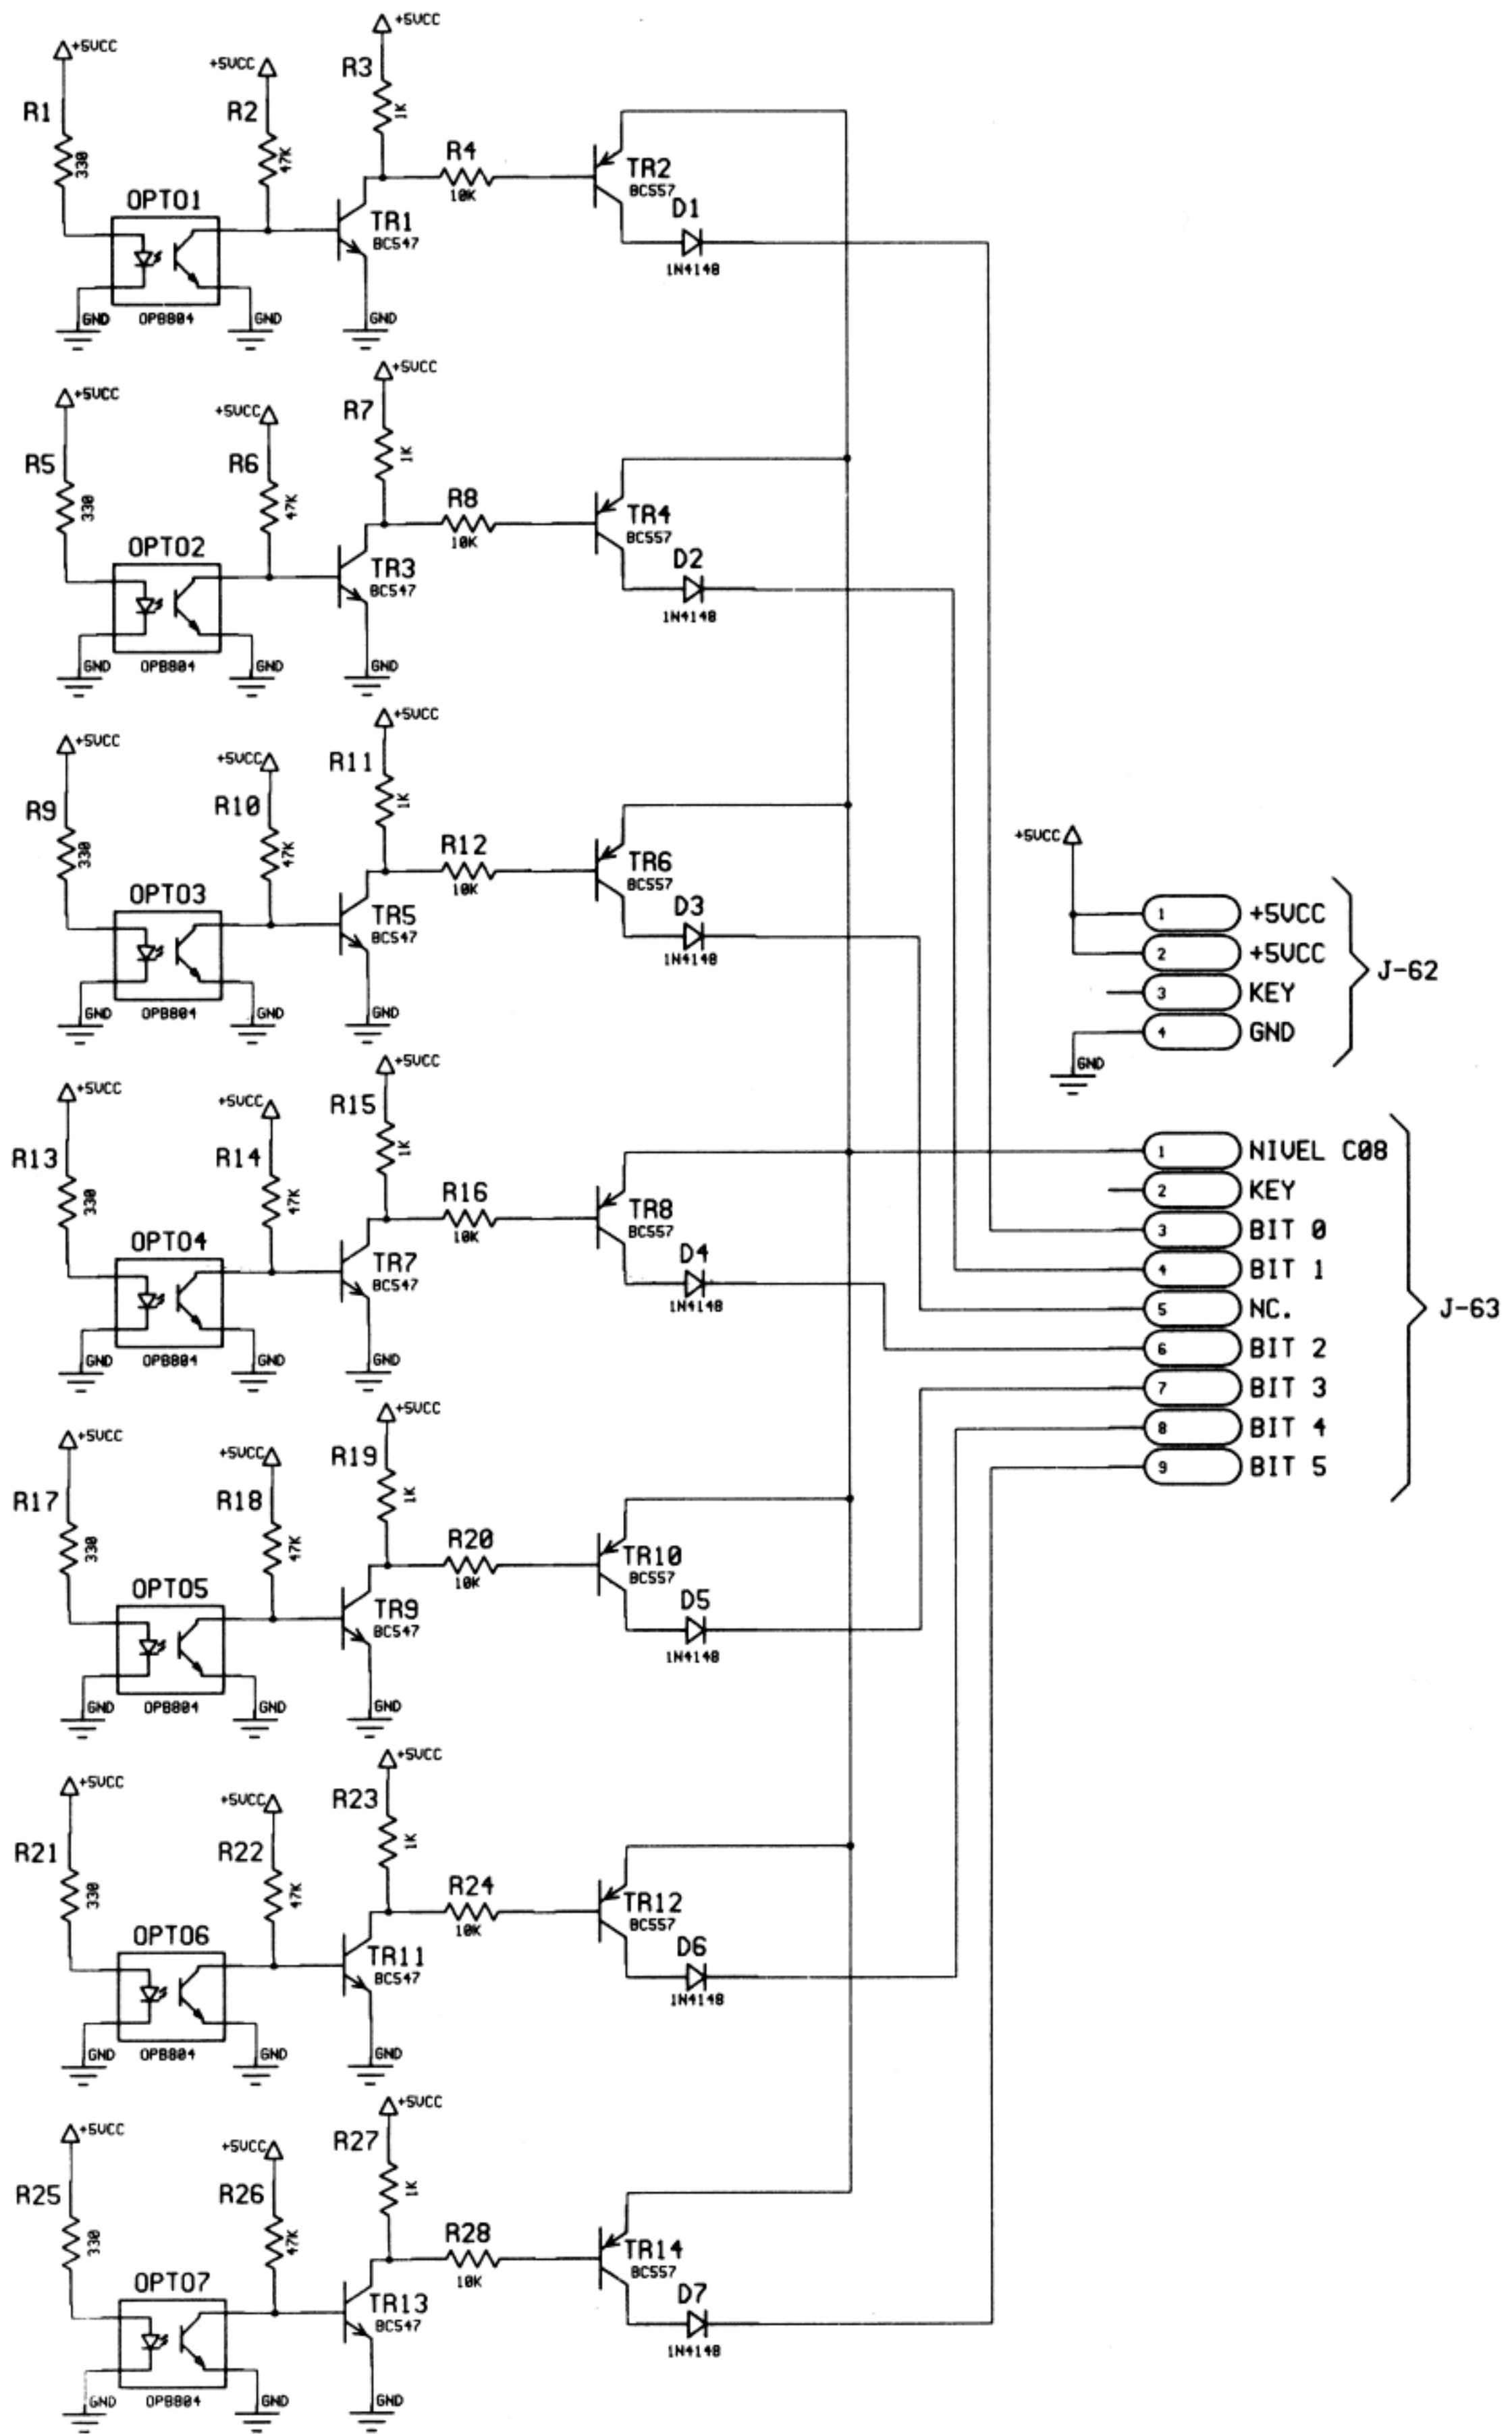 +5VCC
+5VCC
+5VCC
R1
330
R2
47K
R3
1K
R4
10K
OPTO1
OPB804
GND
GND
TR1
BC547
GND
TR2
BC557
D1
1N4148
+5VCC
+5VCC
+5VCC
R5
330
R6
47K
R7
1K
R8
10K
OPTO2
OPB804
GND
GND
TR3
BC547
GND
TR4
BC557
D2
1N4148
+5VCC
+5VCC
+5VCC
R9
330
R10
47K
R11
1K
R12
10K
OPTO3
OPB804
GND
GND
TR5
BC547
GND
TR6
BC557
D3
1N4148
+5VCC
+5VCC
+5VCC
R13
330
R14
47K
R15
1K
R16
10K
OPTO4
OPB804
GND
GND
TR7
BC547
GND
TR8
BC557
D4
1N4148
+5VCC
+5VCC
+5VCC
R17
330
R18
47K
R19
1K
R20
10K
OPTO5
OPB804
GND
GND
TR9
BC547
GND
TR10
BC557
D5
1N4148
+5VCC
+5VCC
+5VCC
R21
330
R22
47K
R23
1K
R24
10K
OPTO6
OPB804
GND
GND
TR11
BC547
GND
TR12
BC557
D6
1N4148
+5VCC
+5VCC
+5VCC
R25
330
R26
47K
R27
1K
R28
10K
OPTO7
OPB804
GND
GND
TR13
BC547
GND
TR14
BC557
D7
1N4148
+5VCC
1 +5VCC
2 +5VCC
3 KEY
4 GND
GND
J-62
1 NIVEL C08
2 KEY
3 BIT 0
4 BIT 1
5 NC.
6 BIT 2
7 BIT 3
8 BIT 4
9 BIT 5
J-63